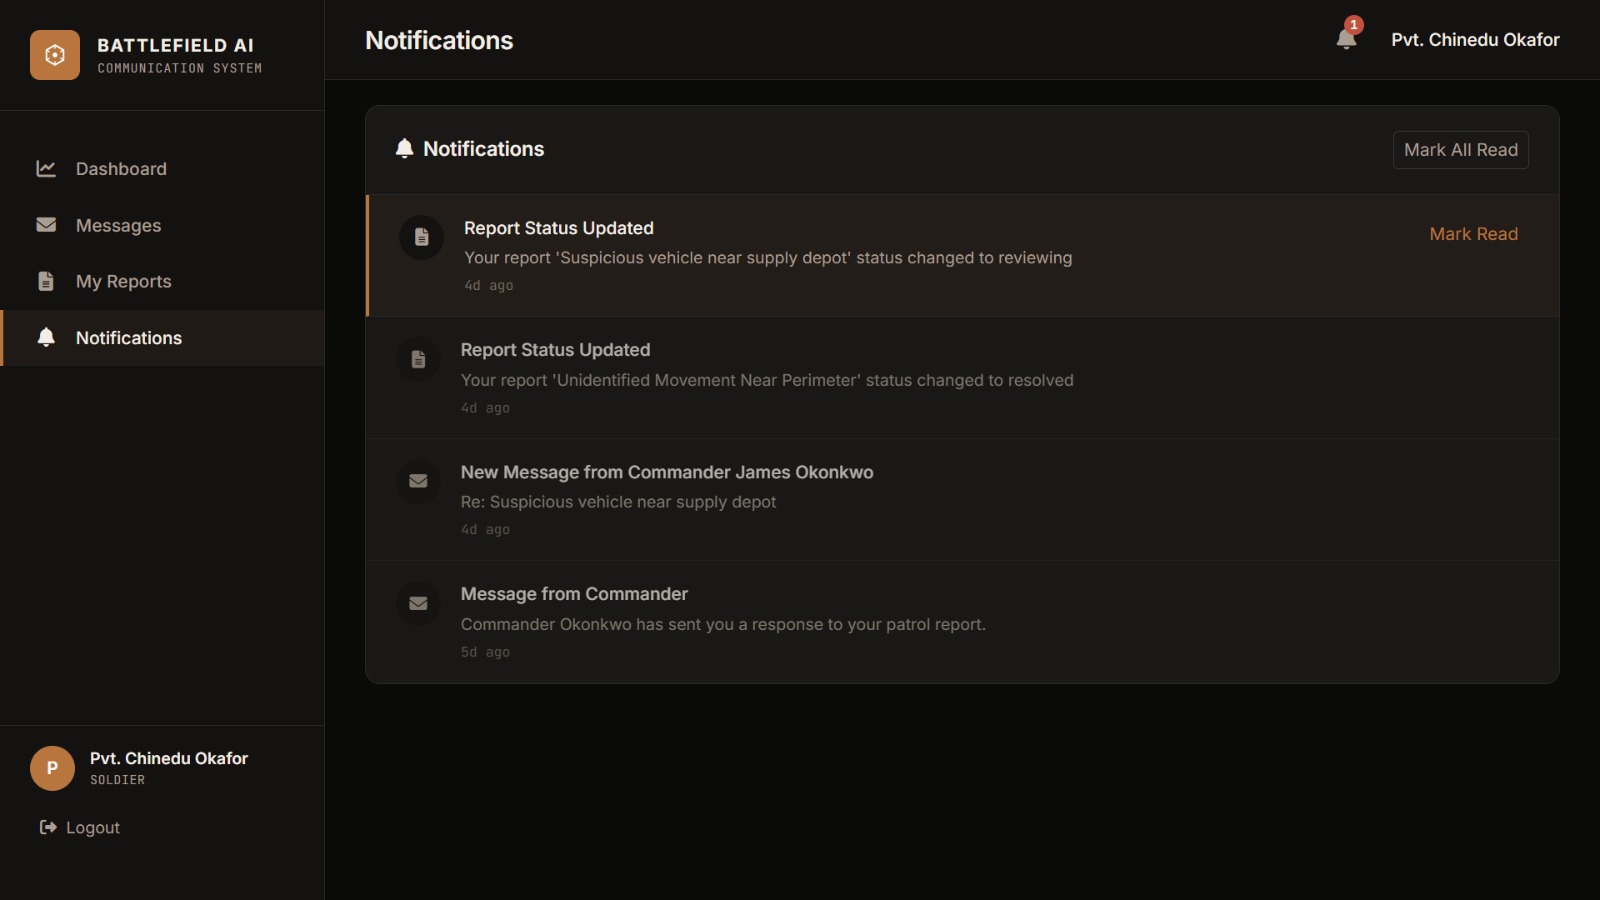 BATTLEFIELD AI
COMMUNICATION SYSTEM
Dashboard
Messages
My Reports
Notifications
Pvt. Chinedu Okafor
P
SOLDIER
Logout
Notifications
1
Pvt. Chinedu Okafor
Notifications
Mark All Read
Report Status Updated
Mark Read
Your report 'Suspicious vehicle near supply depot' status changed to reviewing
4d ago
Report Status Updated
Your report 'Unidentified Movement Near Perimeter' status changed to resolved
4d ago
New Message from Commander James Okonkwo
Re: Suspicious vehicle near supply depot
4d ago
Message from Commander
Commander Okonkwo has sent you a response to your patrol report.
5d ago